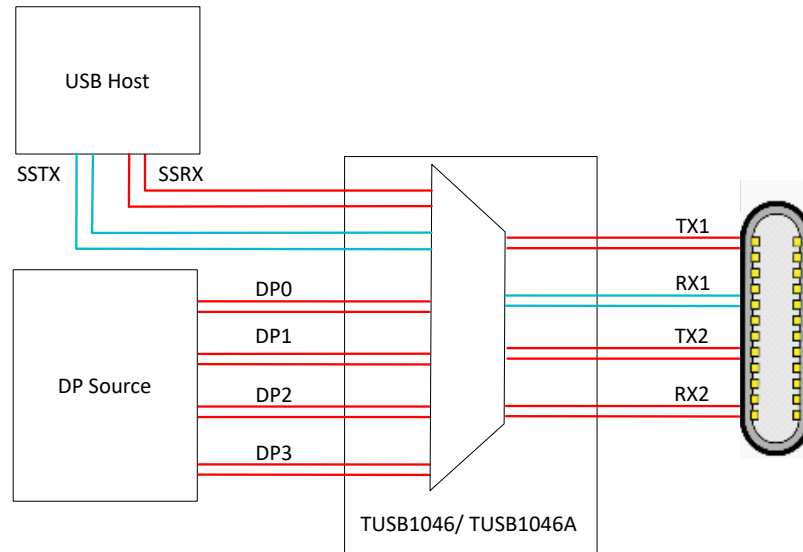 USB Host
SSTX
SSRX
TX1
DP0
RX1
DP1
TX2
DP Source
DP2
RX2
DP3
TUSB1046/ TUSB1046A